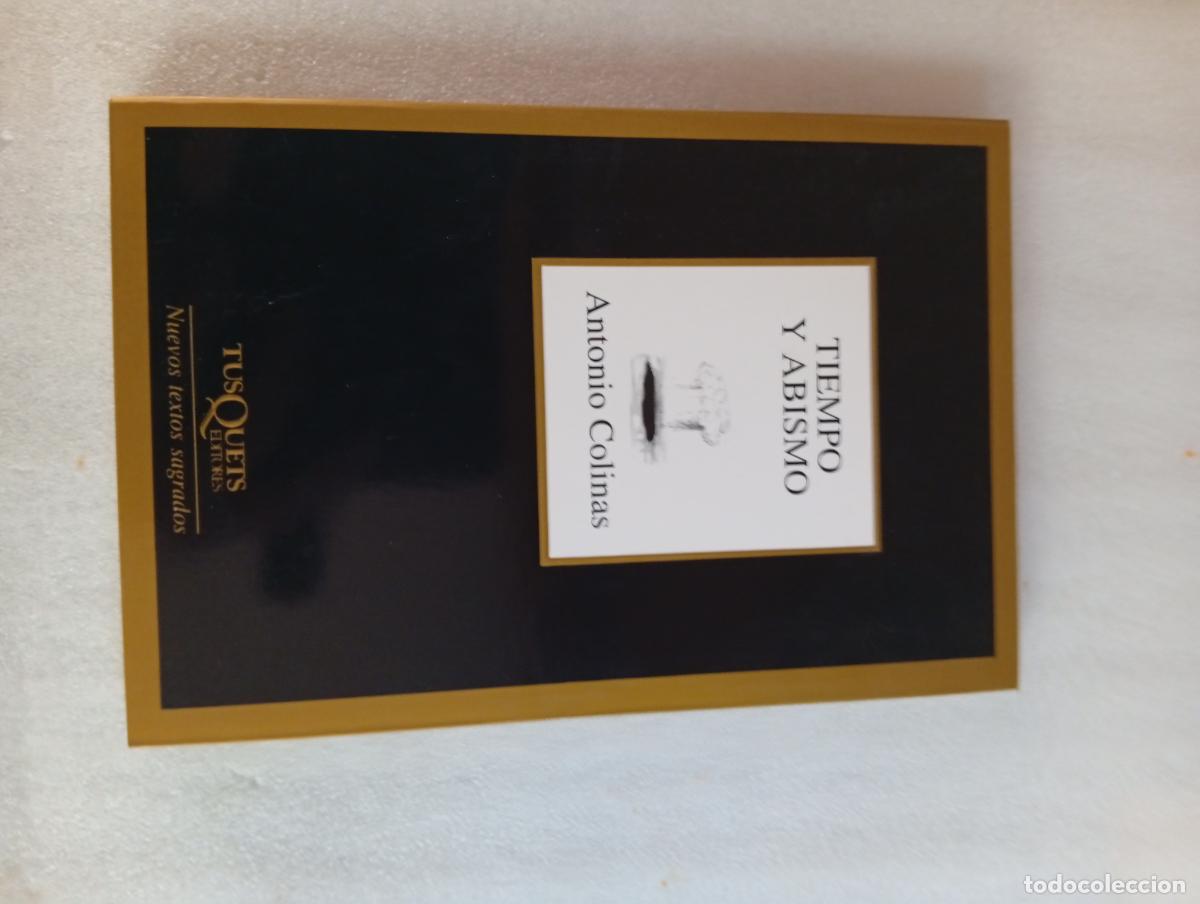 TIEMPO
Y ABISMO
Antonio Colinas
TUSQUETS
EDITORES
Nuevos textos sagrados
todocoleccion